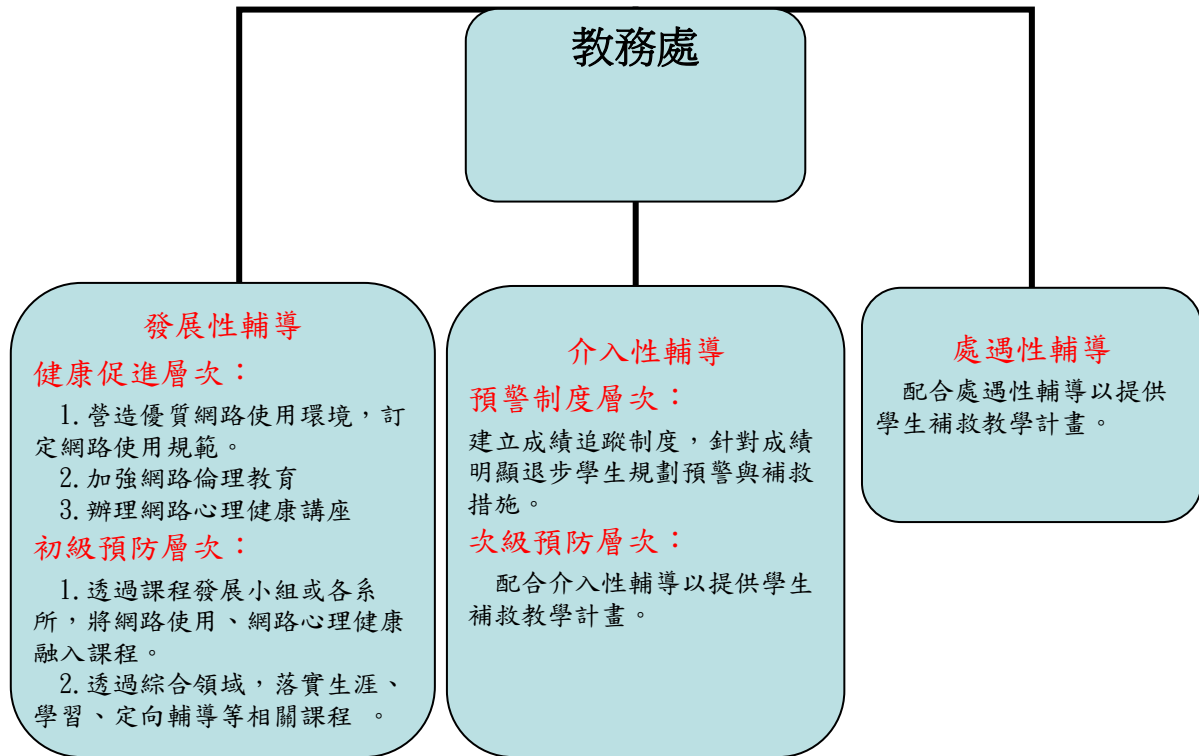 教務處
發展性輔導
健康促進層次：
1.營造優質網路使用環境，訂
定網路使用規範。
2.加強網路倫理教育
3.辦理網路心理健康講座
初級預防層次：
1.透過課程發展小組或各系
所，將網路使用、網路心理健康
融入課程。
2.透過綜合領域，落實生涯、
學習、定向輔導等相關課程 。
介入性輔導
預警制度層次：
建立成績追蹤制度，針對成績
明顯退步學生規劃預警與補救
措施。
次級預防層次：
配合介入性輔導以提供學生
補救教學計畫。
處遇性輔導
配合處遇性輔導以提供
學生補救教學計畫。